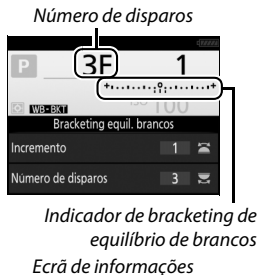 Número de disparos
P 3F 1
WB-BKT ISO 100
Bracketing equil. brancos
Incremento 1
Número de disparos 3
Indicador de bracketing de
equilíbrio de brancos
Ecrã de informações